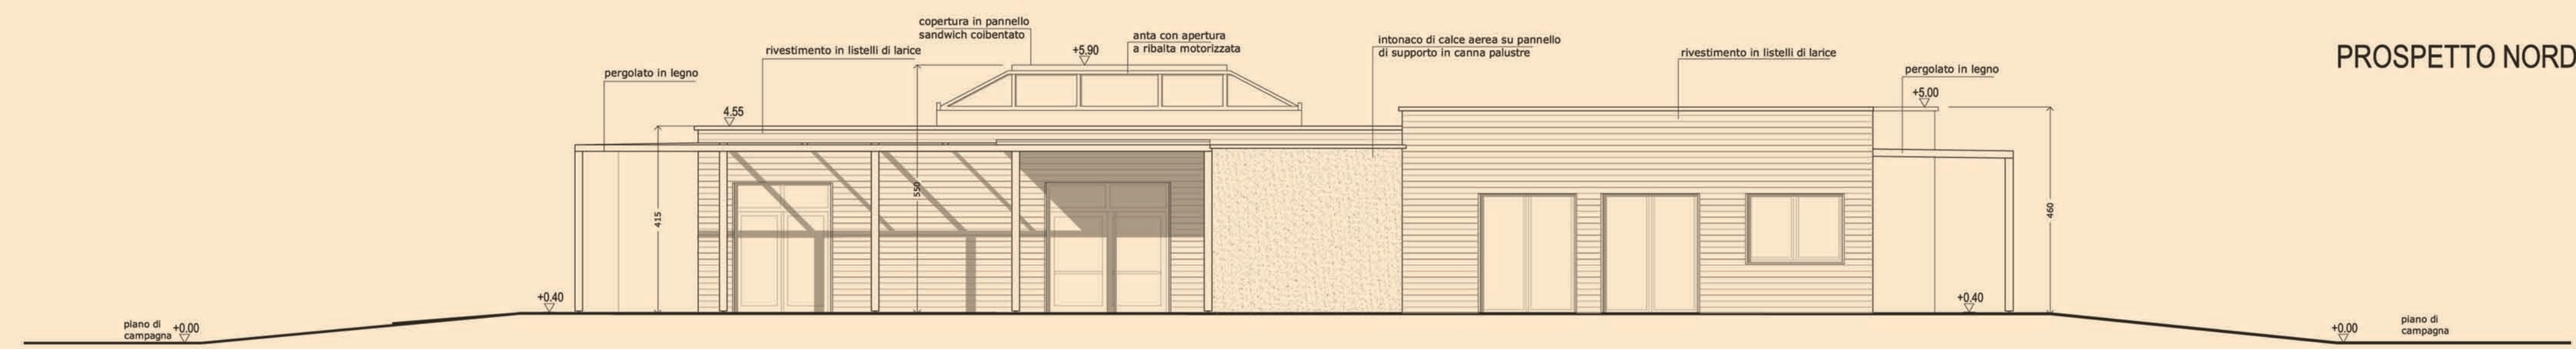 PROSPETTO NORD
copertura in pannello
sandwich coibentato
+5.90
anta con apertura
a ribalta motorizzata
intonaco di calce aerea su pannello
di supporto in canna palustre
rivestimento in listelli di larice
rivestimento in listelli di larice
pergolato in legno
pergolato in legno
4.55
+5.00
415
550
460
+0.40
+0.40
piano di
campagna
+0.00
+0.00
piano di
campagna